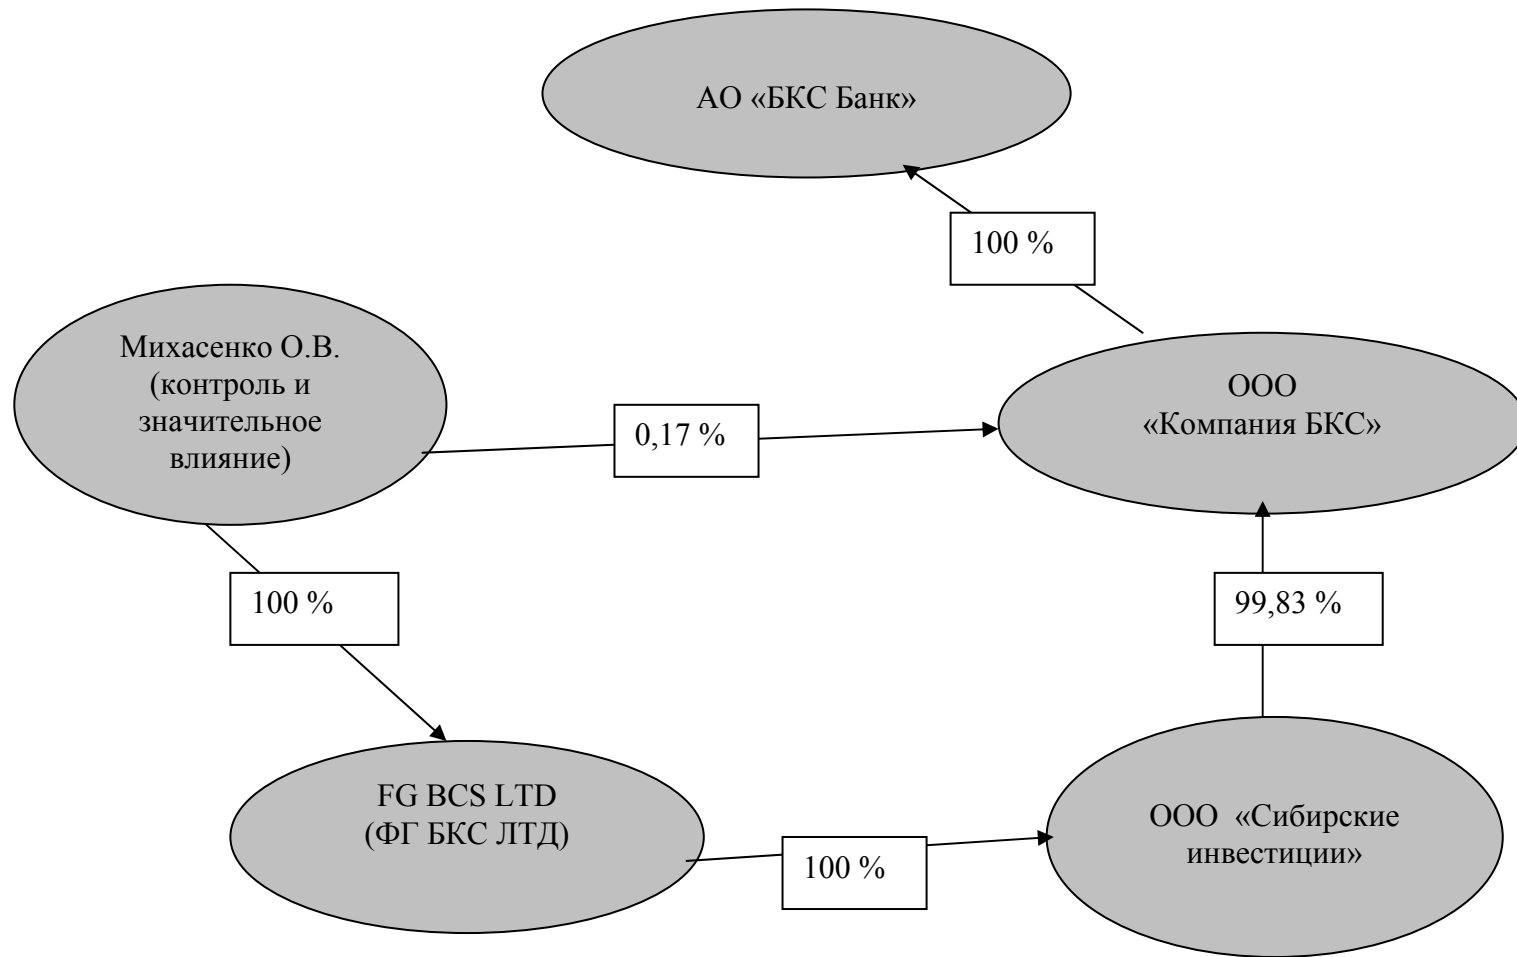 АО «БКС Банк»
100 %
Михасенко О.В.
(контроль и
значительное
влияние)
0,17 %
ООО
«Компания БКС»
100 %
99,83 %
FG BCS LTD
(ФГ БКС ЛТД)
100 %
ООО «Сибирские
инвестиции»